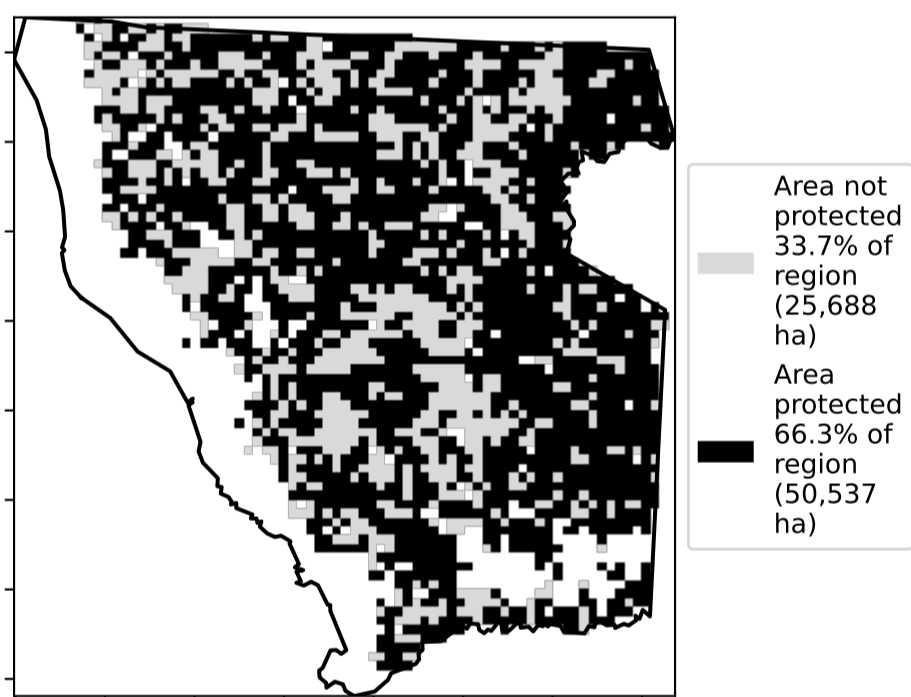 Area not
protected
33.7% of
region
(25,688
ha)
Area
protected
66.3% of
region
(50,537
ha)